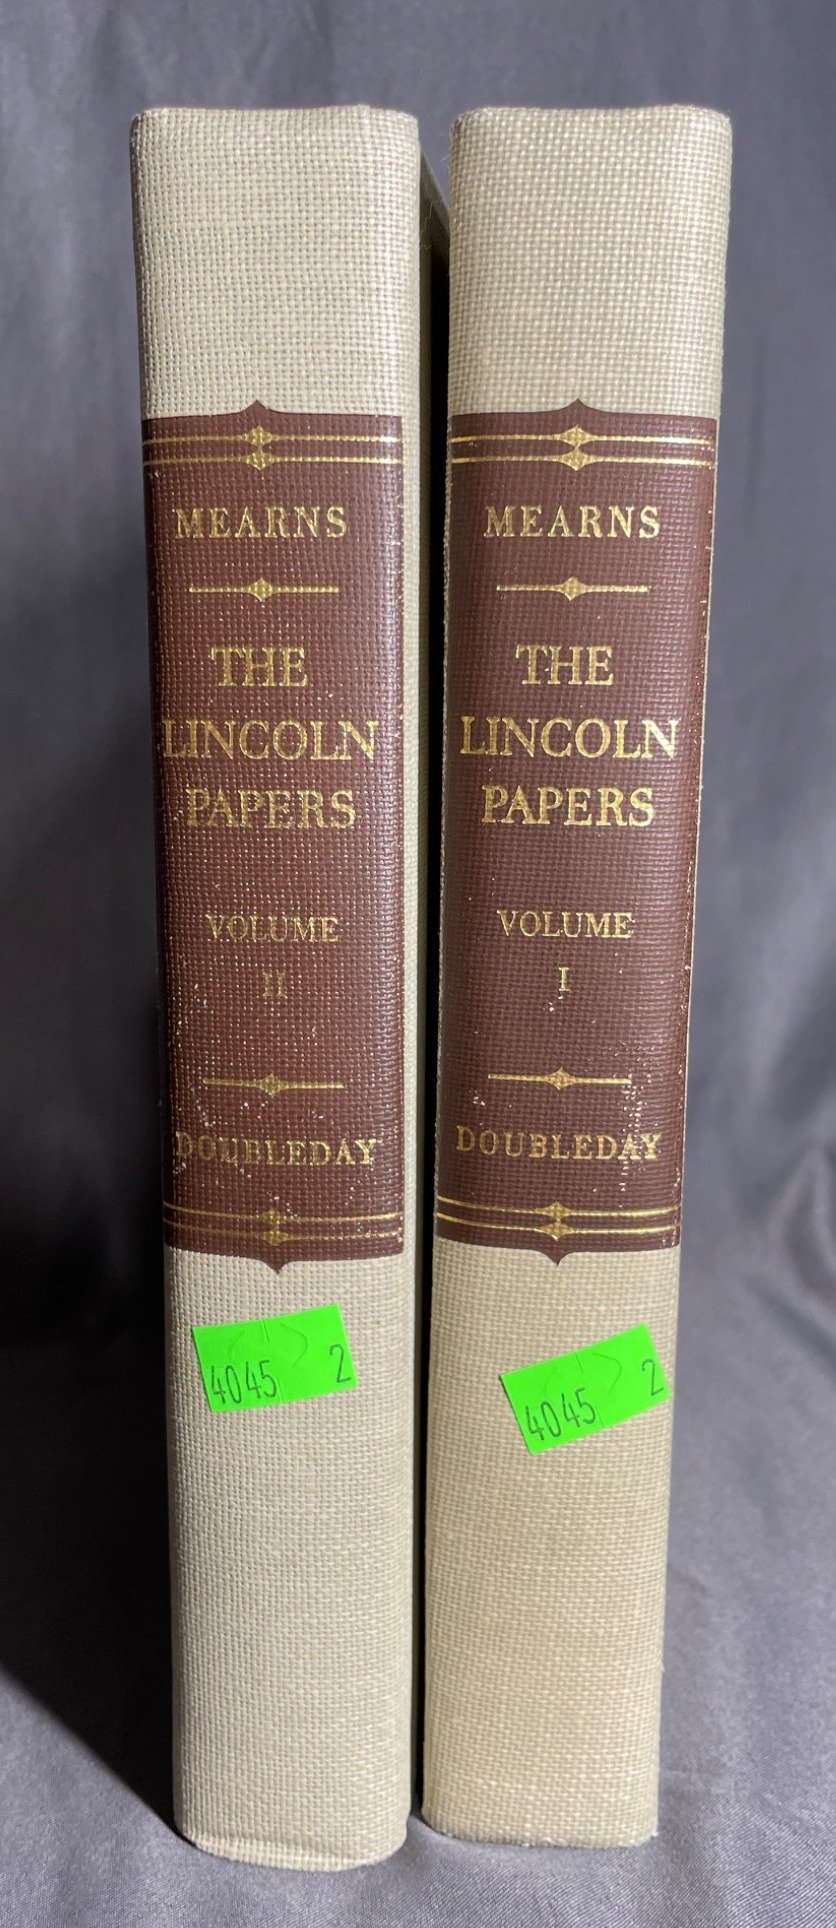 MEARNS
THE
LINCOLN
PAPERS
VOLUME
II
DOUBLEDAY
4045 2
MEARNS
THE
LINCOLN
PAPERS
VOLUME
I
DOUBLEDAY
4045 2